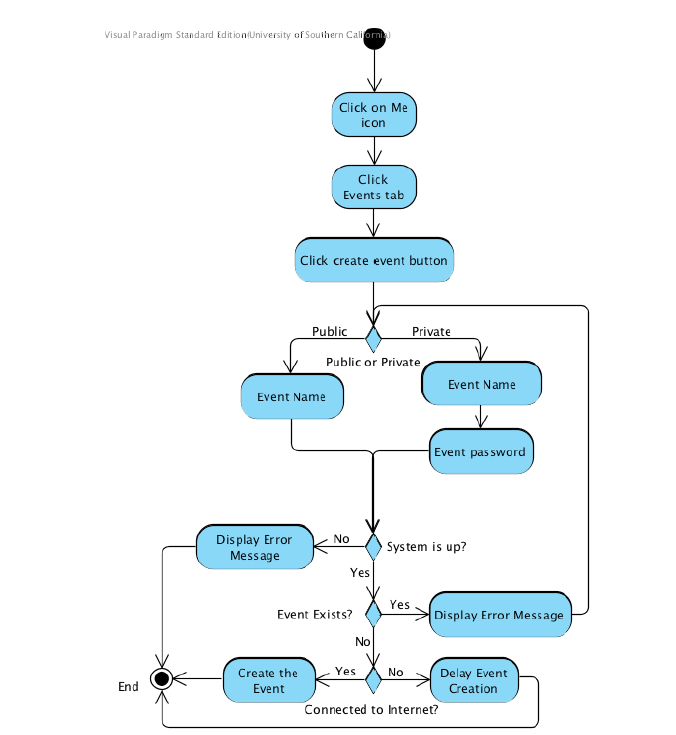 Visual Paradigm Standard Edition(University of Southern California)
Click on Me
icon
Click
Events tab
Click create event button
Public
Private
Public or Private
Event Name
Event Name
Event password
Display Error
Message
No
System is up?
Yes
Event Exists?
Yes
Display Error Message
No
End
Create the
Event
Yes
No
Delay Event
Creation
Connected to Internet?